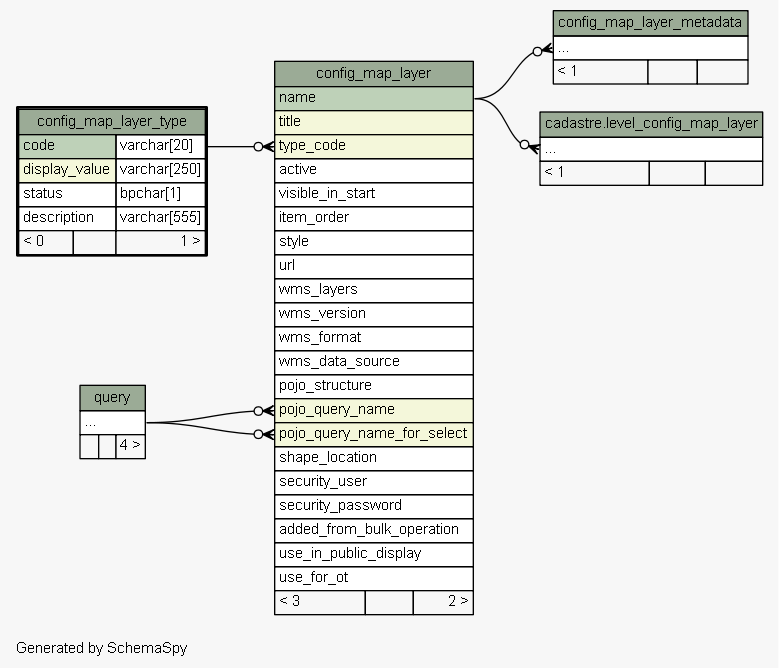 config_map_layer_metadata
...
< 1
config_map_layer
name
title
type_code
active
visible_in_start
item_order
style
url
wms_layers
wms_version
wms_format
wms_data_source
pojo_structure
pojo_query_name
pojo_query_name_for_select
shape_location
security_user
security_password
added_from_bulk_operation
use_in_public_display
use_for_ot
< 3 2 >
cadastre.level_config_map_layer
...
< 1
config_map_layer_type
code varchar[20]
display_value varchar[250]
status bpchar[1]
description varchar[555]
< 0 1 >
query
...
4 >
Generated by SchemaSpy